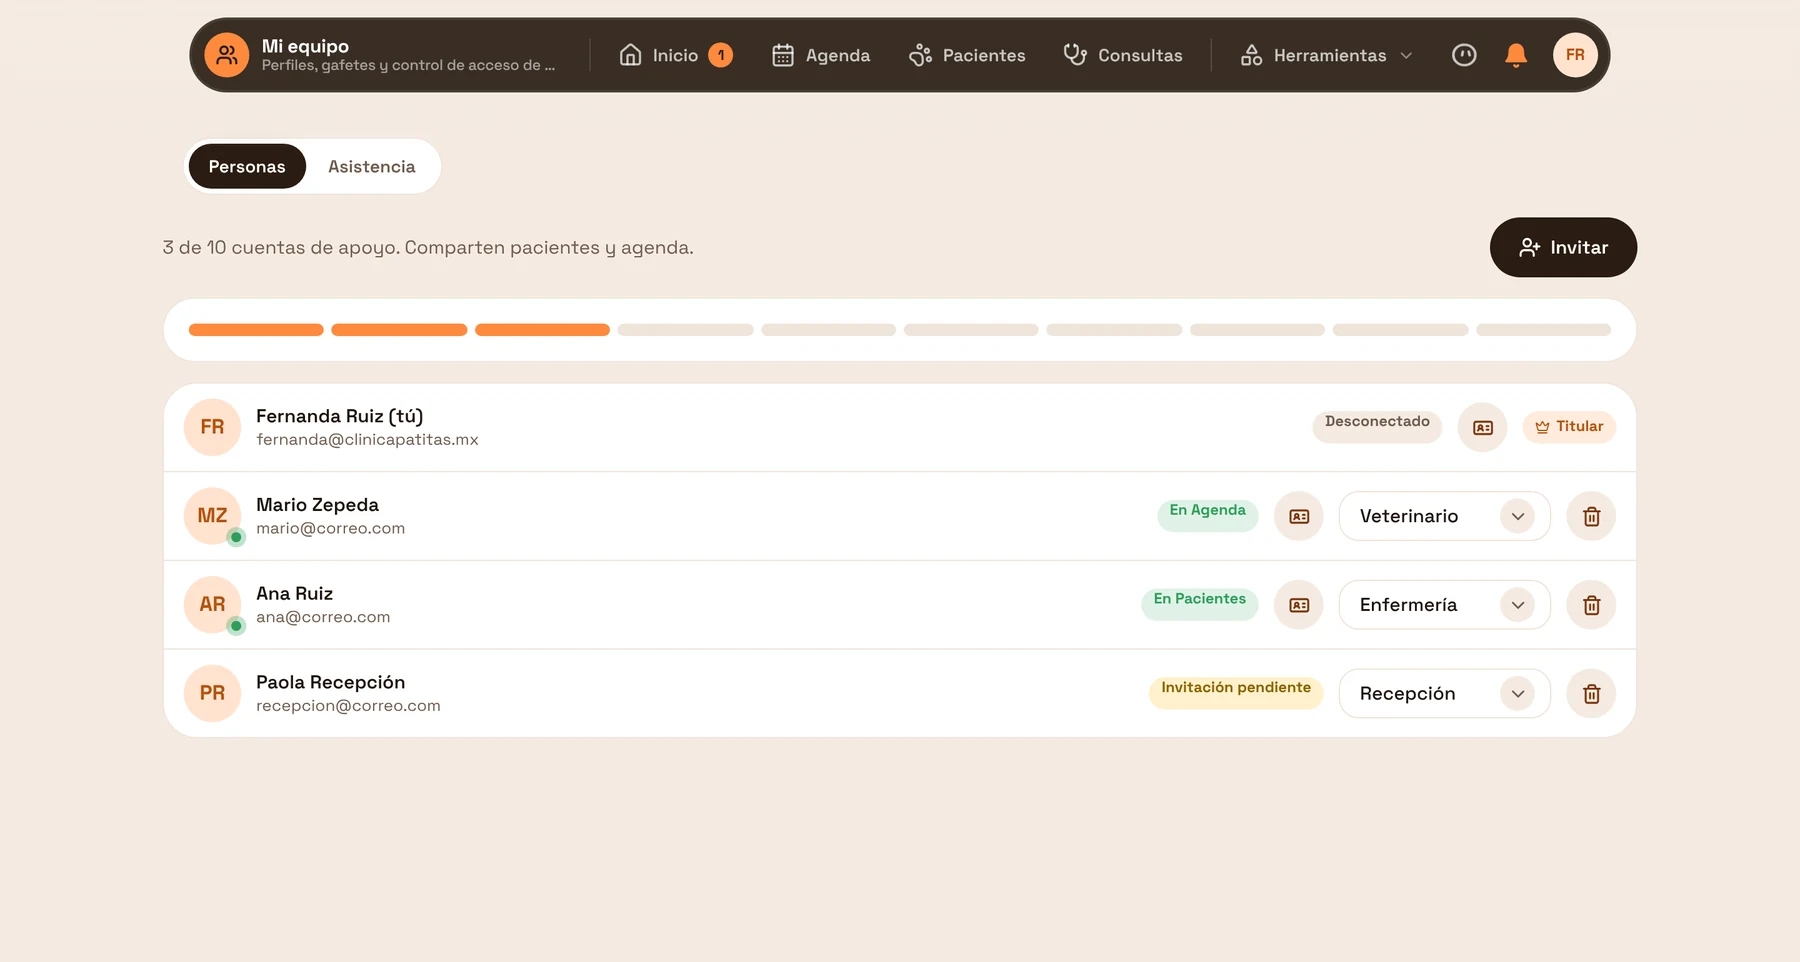 Mi equipo
Perfiles, gafetes y control de acceso de ...
Inicio 1
Agenda
Pacientes
Consultas
Herramientas
FR
Personas
Asistencia
3 de 10 cuentas de apoyo. Comparten pacientes y agenda.
Invitar
FR
Fernanda Ruiz (tú)
fernanda@clinicapatitas.mx
Desconectado
Titular
MZ
Mario Zepeda
mario@correo.com
En Agenda
Veterinario
AR
Ana Ruiz
ana@correo.com
En Pacientes
Enfermería
PR
Paola Recepción
recepcion@correo.com
Invitación pendiente
Recepción